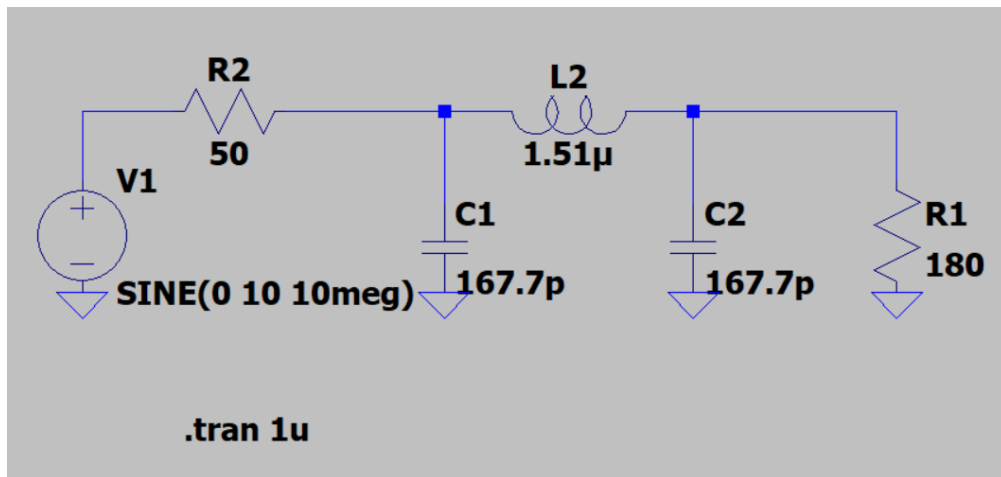 R2
50
L2
1.51µ
V1
SINE(0 10 10meg)
C1
167.7p
C2
167.7p
R1
180
.tran 1u